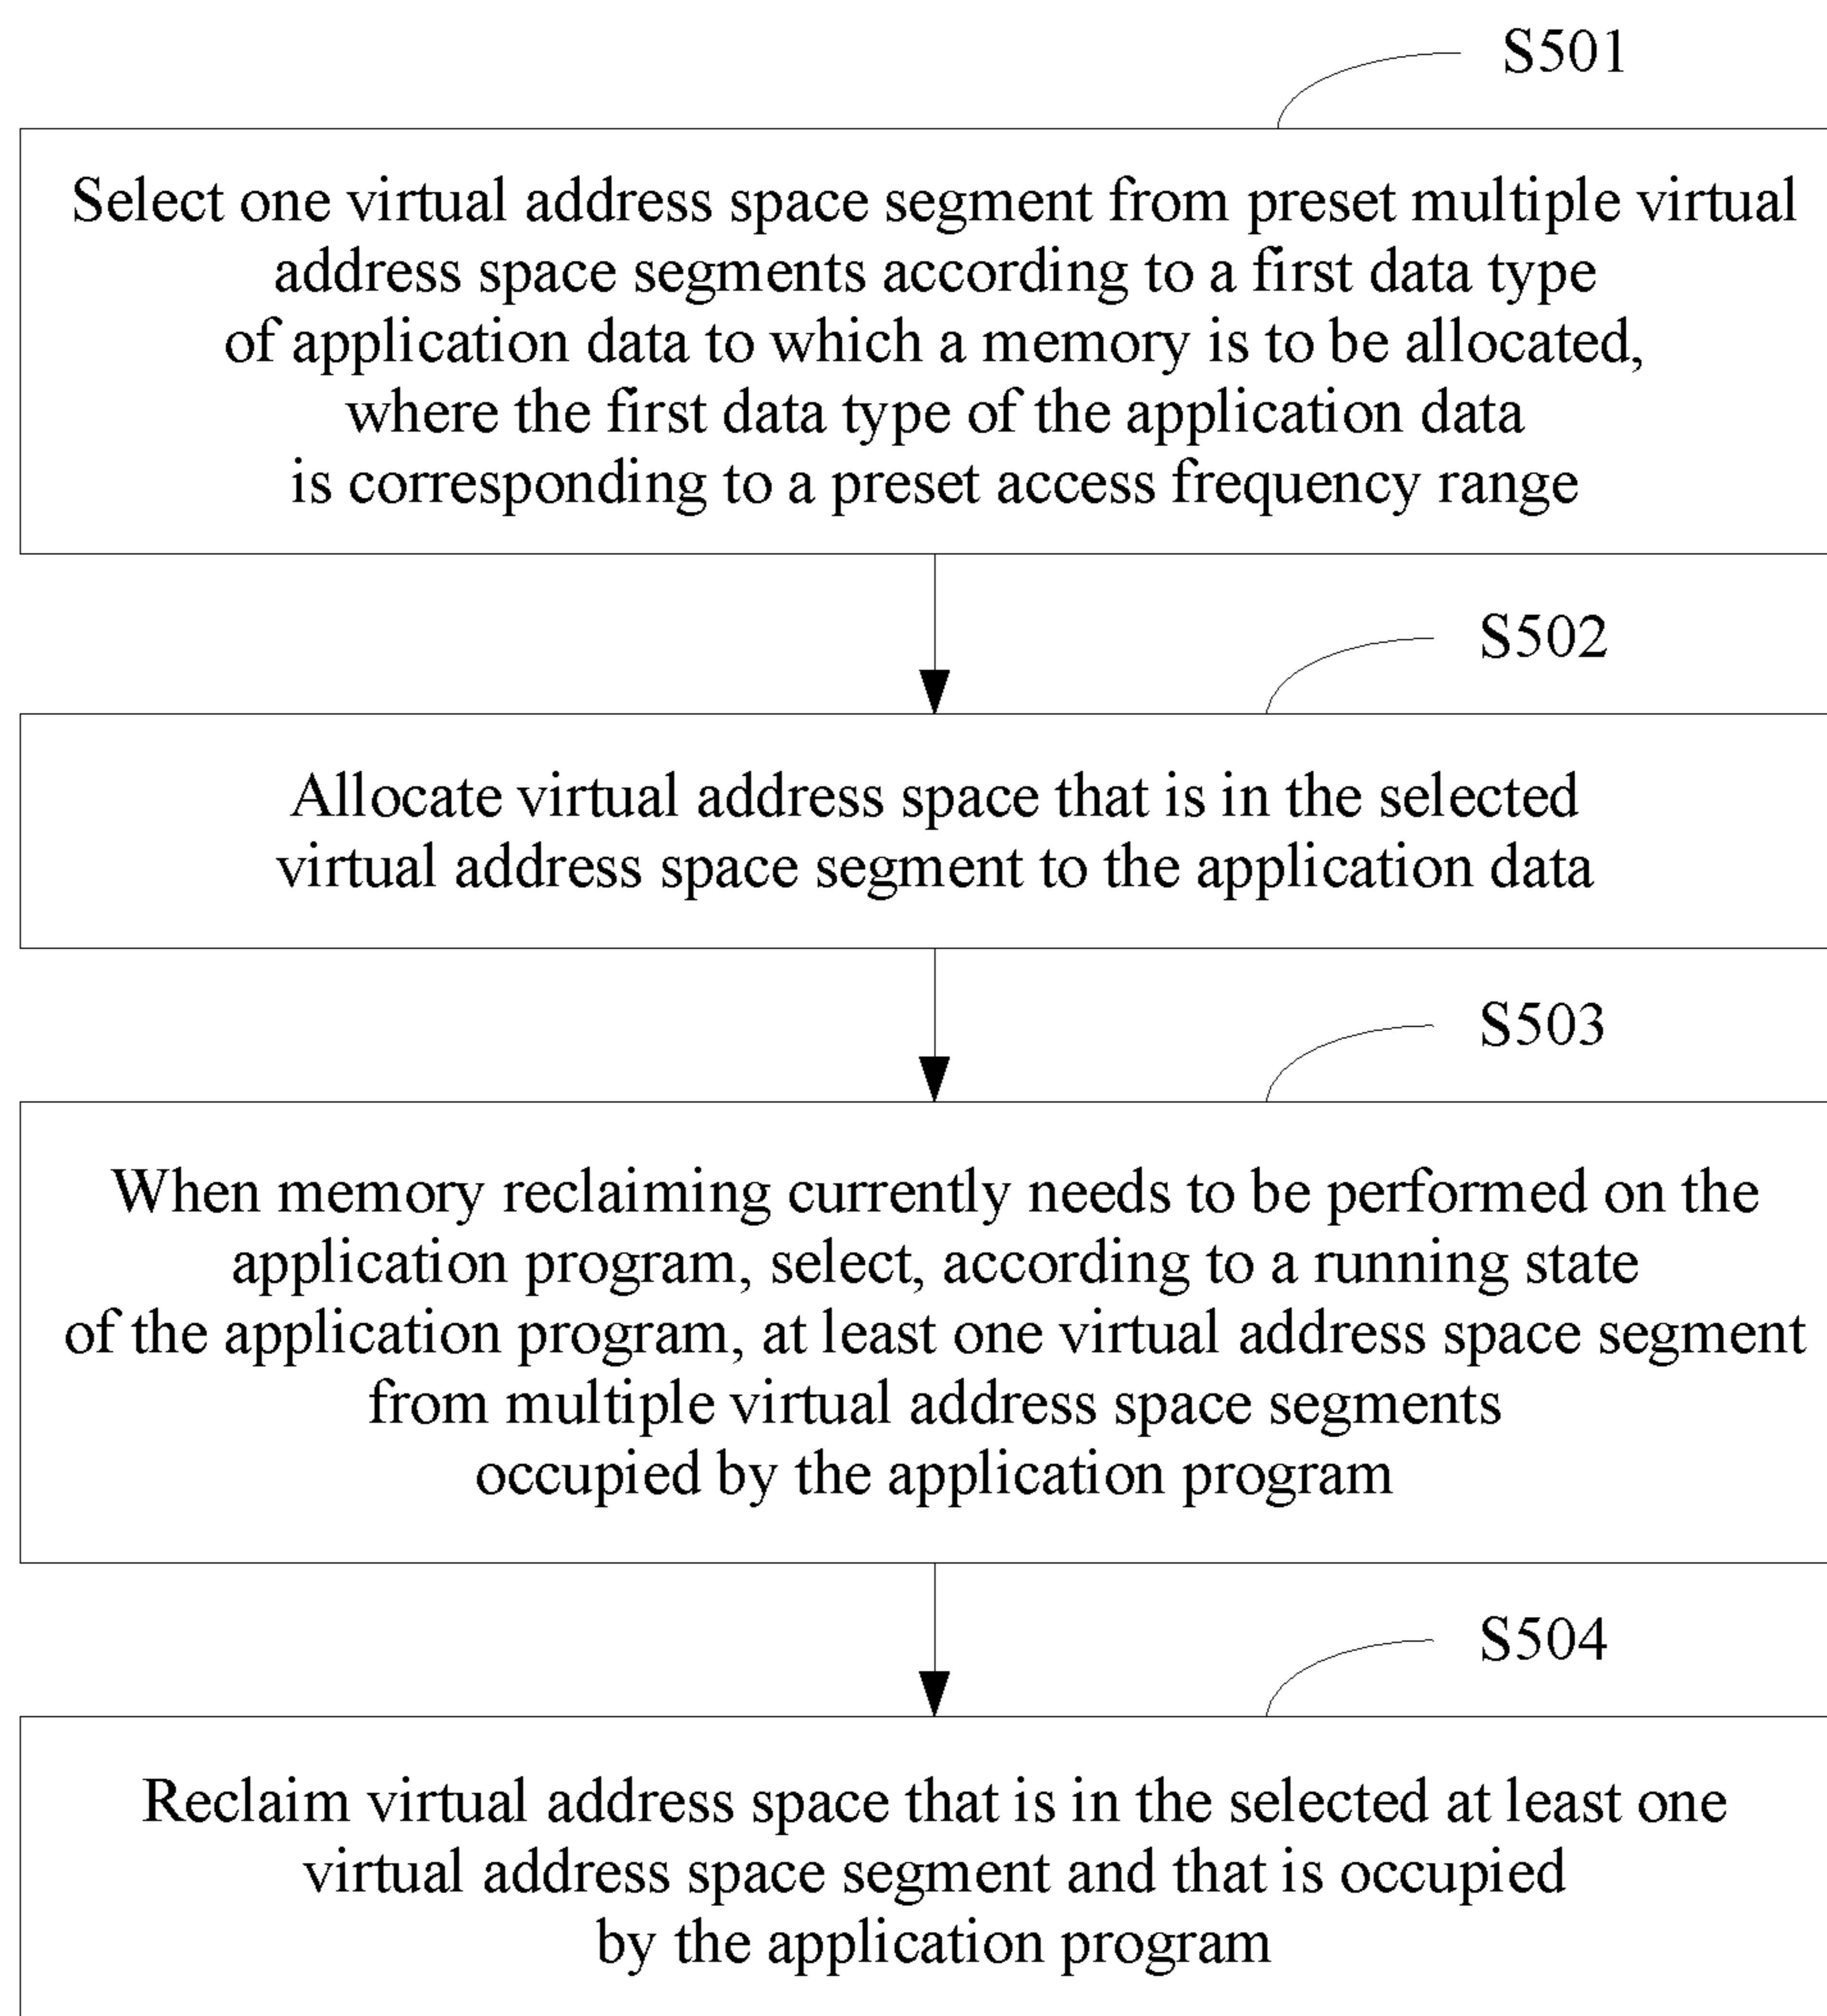 S501
Select one virtual address space segment from preset multiple virtual
address space segments according to a first data type
of application data to which a memory is to be allocated,
where the first data type of the application data
is corresponding to a preset access frequency range
S502
Allocate virtual address space that is in the selected
virtual address space segment to the application data
S503
When memory reclaiming currently needs to be performed on the
application program, select, according to a running state
of the application program, at least one virtual address space segment
from multiple virtual address space segments
occupied by the application program
S504
Reclaim virtual address space that is in the selected at least one
virtual address space segment and that is occupied
by the application program